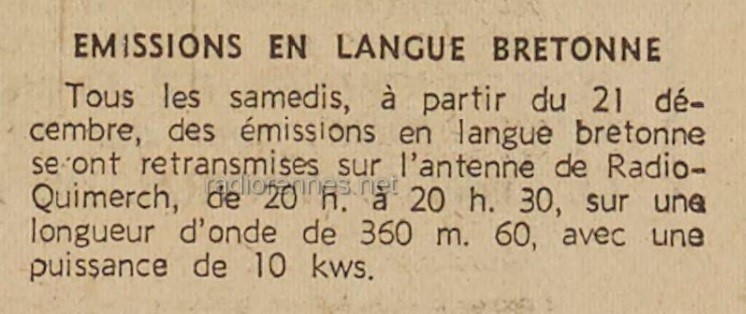 EMISSIONS EN LANGUE BRETONNE
Tous les samedis, à partir du 21 dé-
cembre, des émissions en langue bretonne
seront retransmises sur l'antenne de Radio-
radiorennes.net
Quimerch, de 20 h. à 20 h. 30, sur une
longueur d'onde de 360 m. 60, avec une
puissance de 10 kws.